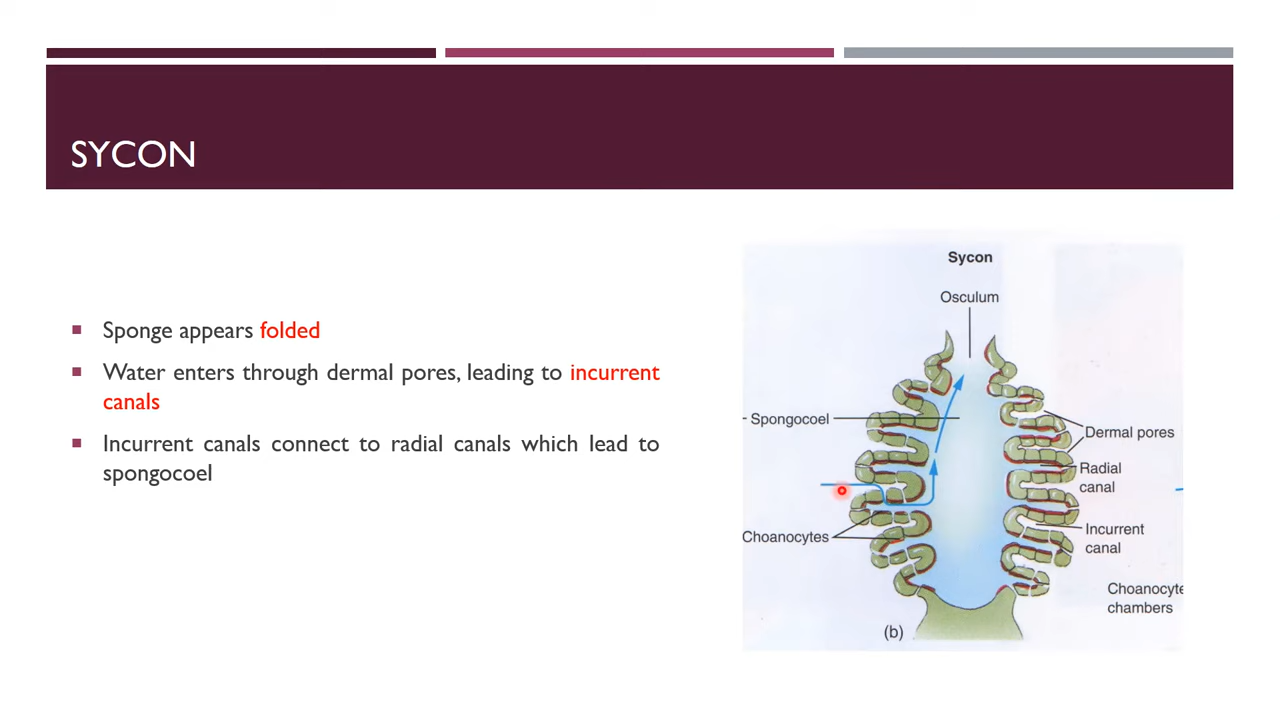 SYCON
Sponge appears folded
Water enters through dermal pores, leading to incurrent
canals
Incurrent canals connect to radial canals which lead to
spongocoel
Sycon
Osculum
Spongocoel
Dermal pores
Radial
canal
Incurrent
canal
Choanocytes
Choanocyte
chambers
(b)